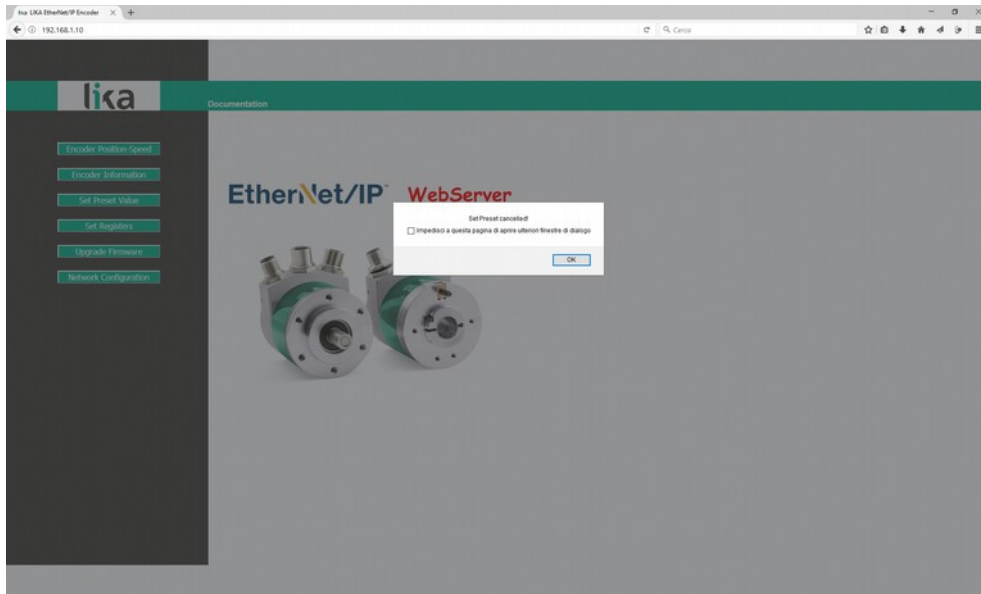 lika LIKA EtherNet/IP Encoder
192.168.1.10
Cerca
lika
Documentation
Encoder Position-Speed
Encoder Information
Set Preset Value
Set Registers
Upgrade Firmware
Network Configuration
EtherNet/IP™ WebServer
Set Preset cancelled!
Impedisci a questa pagina di aprire ulteriori finestre di dialogo
OK